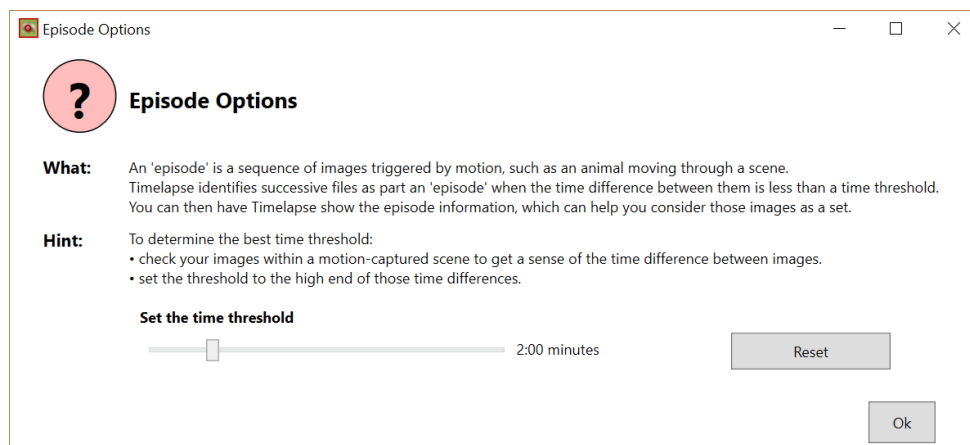 Episode Options
?
Episode Options
What:
An 'episode' is a sequence of images triggered by motion, such as an animal moving through a scene.
Timelapse identifies successive files as part an 'episode' when the time difference between them is less than a time threshold.
You can then have Timelapse show the episode information, which can help you consider those images as a set.
Hint:
To determine the best time threshold:
• check your images within a motion-captured scene to get a sense of the time difference between images.
• set the threshold to the high end of those time differences.
Set the time threshold
2:00 minutes
Reset
Ok